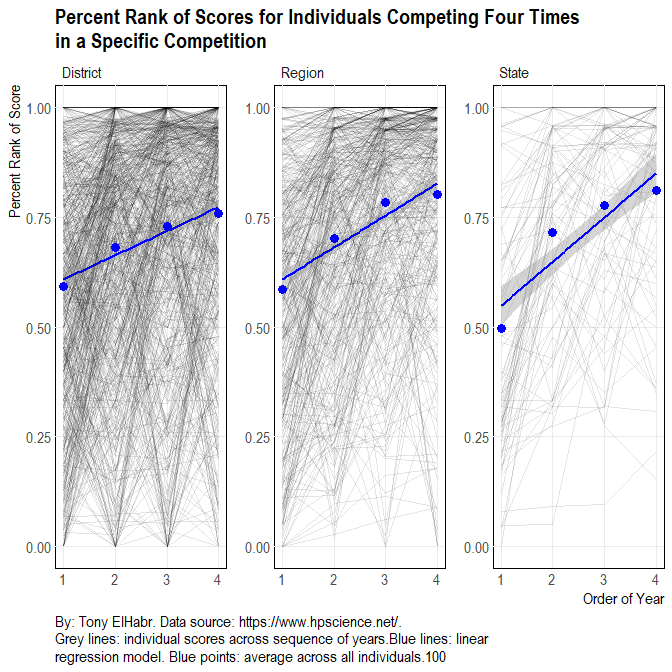 Percent Rank of Scores for Individuals Competing Four Times
in a Specific Competition
District
Region
State
Percent Rank of Score
1.00
0.75
0.50
0.25
0.00
1.00
0.75
0.50
0.25
0.00
1.00
0.75
0.50
0.25
0.00
1 2 3 4
1 2 3 4
1 2 3 4
Order of Year
By: Tony ElHabr. Data source: https://www.hpscience.net/.
Grey lines: individual scores across sequence of years.Blue lines: linear
regression model. Blue points: average across all individuals.100